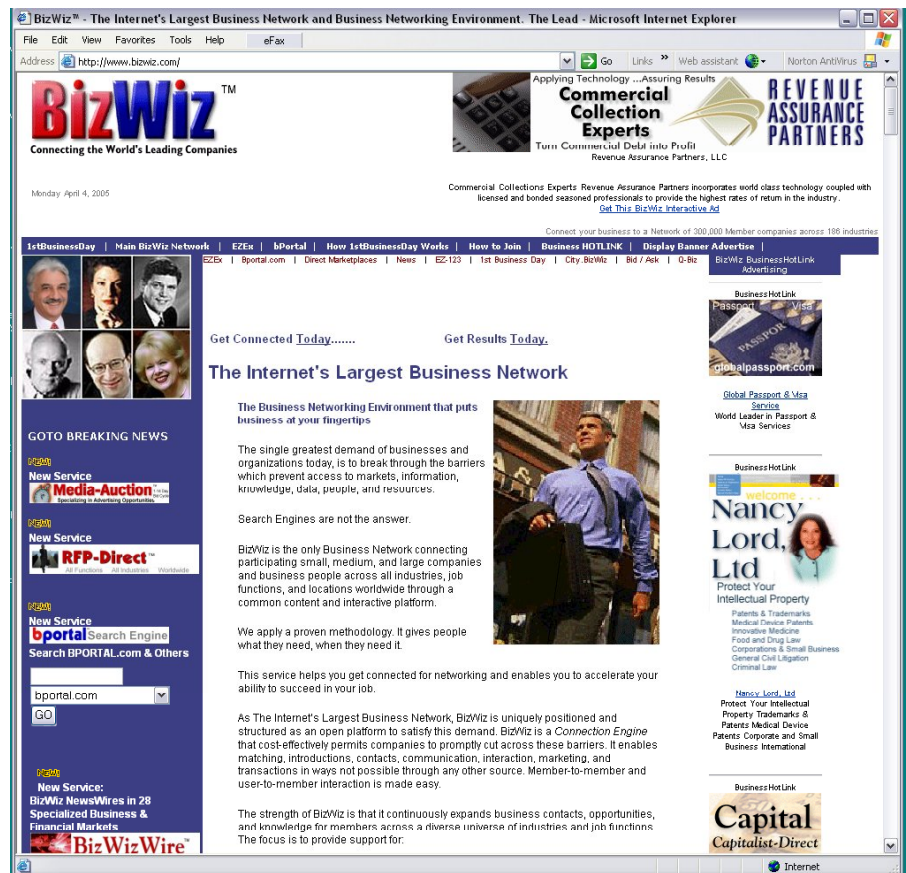 BizWiz™ - The Internet's Largest Business Network and Business Networking Environment. The Lead - Microsoft Internet Explorer
File Edit View Favorites Tools Help eFax
Address http://www.bizwiz.com/ Go Links » Web assistant Norton AntiVirus
BizWiz TM
Connecting the World's Leading Companies
Applying Technology ...Assuring Results
Commercial
Collection
Experts
Turn Commercial Debt into Profit
REVENUE
ASSURANCE
PARTNERS
Revenue Assurance Partners, LLC
Monday April 4, 2005
Commercial Collections Experts Revenue Assurance Partners incorporates world class technology coupled with
licensed and bonded seasoned professionals to provide the highest rates of return in the industry.
Get This BizWiz Interactive Ad
Connect your business to a Network of 300,000 Member companies across 186 industries
1stBusinessDay | Main BizWiz Network | EZEx | bPortal | How 1stBusinessDay Works | How to Join | Business HOTLINK | Display Banner Advertise |
EZEx | Bportal.com | Direct Marketplaces | News | EZ-123 | 1st Business Day | City.BizWiz | Bid / Ask | Q-Biz
BizWiz BusinessHotLink
Advertising
Get Connected Today....... Get Results Today.
The Internet's Largest Business Network
The Business Networking Environment that puts
business at your fingertips
The single greatest demand of businesses and
organizations today, is to break through the barriers
which prevent access to markets, information,
knowledge, data, people, and resources.
Search Engines are not the answer.
BizWiz is the only Business Network connecting
participating small, medium, and large companies
and business people across all industries, job
functions, and locations worldwide through a
common content and interactive platform.
We apply a proven methodology. It gives people
what they need, when they need it.
This service helps you get connected for networking and enables you to accelerate your
ability to succeed in your job.
As The Internet's Largest Business Network, BizWiz is uniquely positioned and
structured as an open platform to satisfy this demand. BizWiz is a Connection Engine
that cost-effectively permits companies to promptly cut across these barriers. It enables
matching, introductions, contacts, communication, interaction, marketing, and
transactions in ways not possible through any other source. Member-to-member and
user-to-member interaction is made easy.
The strength of BizWiz is that it continuously expands business contacts, opportunities,
and knowledge for members across a diverse universe of industries and job functions
The focus is to provide support for:
GOTO BREAKING NEWS
NEW!
New Service
Media-Auction
Specializing in Advertising Opportunities.
NEW!
New Service
RFP-Direct™
All Functions All Industries Worldwide
NEW!
New Service
bportal Search Engine
Search BPORTAL.com & Others
bportal.com
GO
NEW!
New Service:
BizWiz NewsWires in 28
Specialized Business &
Financial Markets
BizWizWire™
BusinessHotLink
Passport Visa
PASSPOR
globalpassport.com
Global Passport & Visa
Service
World Leader in Passport &
Visa Services
BusinessHotLink
welcome . . .
Nancy
Lord,
Ltd
Protect Your
Intellectual Property
Patents & Trademarks
Medical Device Patents
Innovative Medicine
Food and Drug Law
Corporations & Small Business
General Civil Litigation
Criminal Law
Nancy Lord, Ltd
Protect Your Intellectual
Property Trademarks &
Patents Medical Device
Patents Corporate and Small
Business International
BusinessHotLink
Capital
Capitalist-Direct
Internet